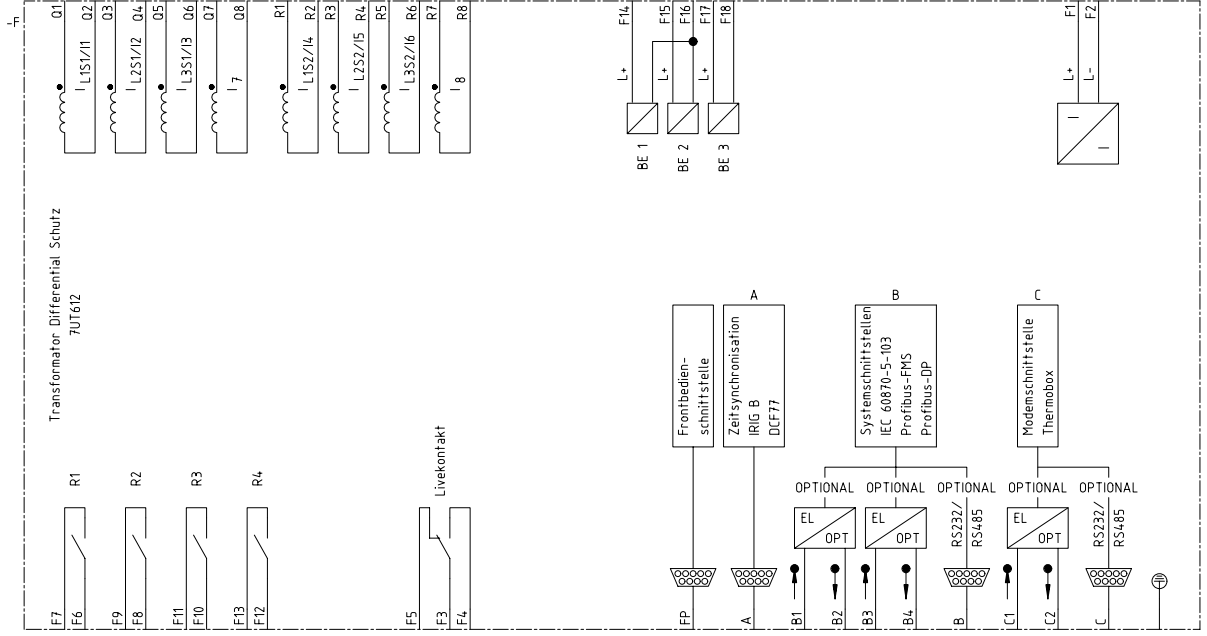 -F
Q1
Q2
Q3
Q4
Q5
Q6
Q7
Q8
R1
R2
R3
R4
R5
R6
R7
R8
F14
F15
F16
F17
F18
F1
F2
I L1S1/I1
I L2S1/I2
I L3S1/I3
I 7
I L1S2/I4
I L2S2/I5
I L3S2/I6
I 8
L+
L+
L+
L+
L-
BE 1
BE 2
BE 3
Transformator Differential Schutz
7UT612
A
B
C
Frontbedien-
schnittstelle
Zeitsynchronisation
IRIG B
DCF77
Systemschnittstellen
IEC 60870-5-103
Profibus-FMS
Profibus-DP
Modemschnittstelle
Thermobox
R1
R2
R3
R4
Livekontakt
OPTIONAL
OPTIONAL
OPTIONAL
OPTIONAL
OPTIONAL
EL
OPT
EL
OPT
RS232/
RS485
EL
OPT
RS232/
RS485
F7
F6
F9
F8
F11
F10
F13
F12
F5
F3
F4
FP
A
B1
B2
B3
B4
B
C1
C2
C